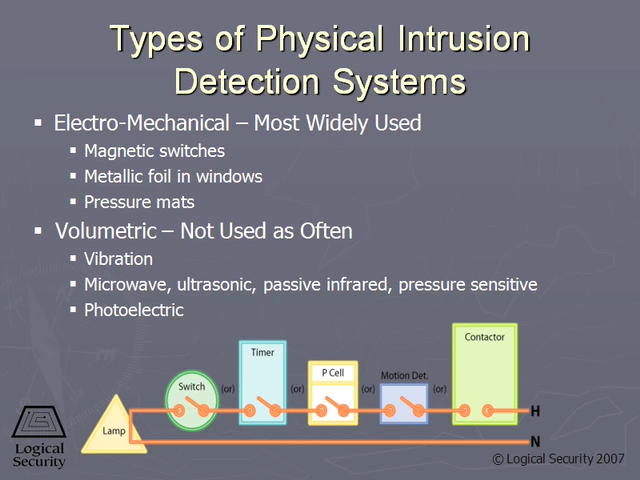 Types of Physical Intrusion
Detection Systems
▪ Electro-Mechanical – Most Widely Used
▪ Magnetic switches
▪ Metallic foil in windows
▪ Pressure mats
▪ Volumetric – Not Used as Often
▪ Vibration
▪ Microwave, ultrasonic, passive infrared, pressure sensitive
▪ Photoelectric
Lamp
Switch
(or)
Timer
(or)
P Cell
(or)
Motion Det.
(or)
Contactor
H
N
Logical
Security
© Logical Security 2007